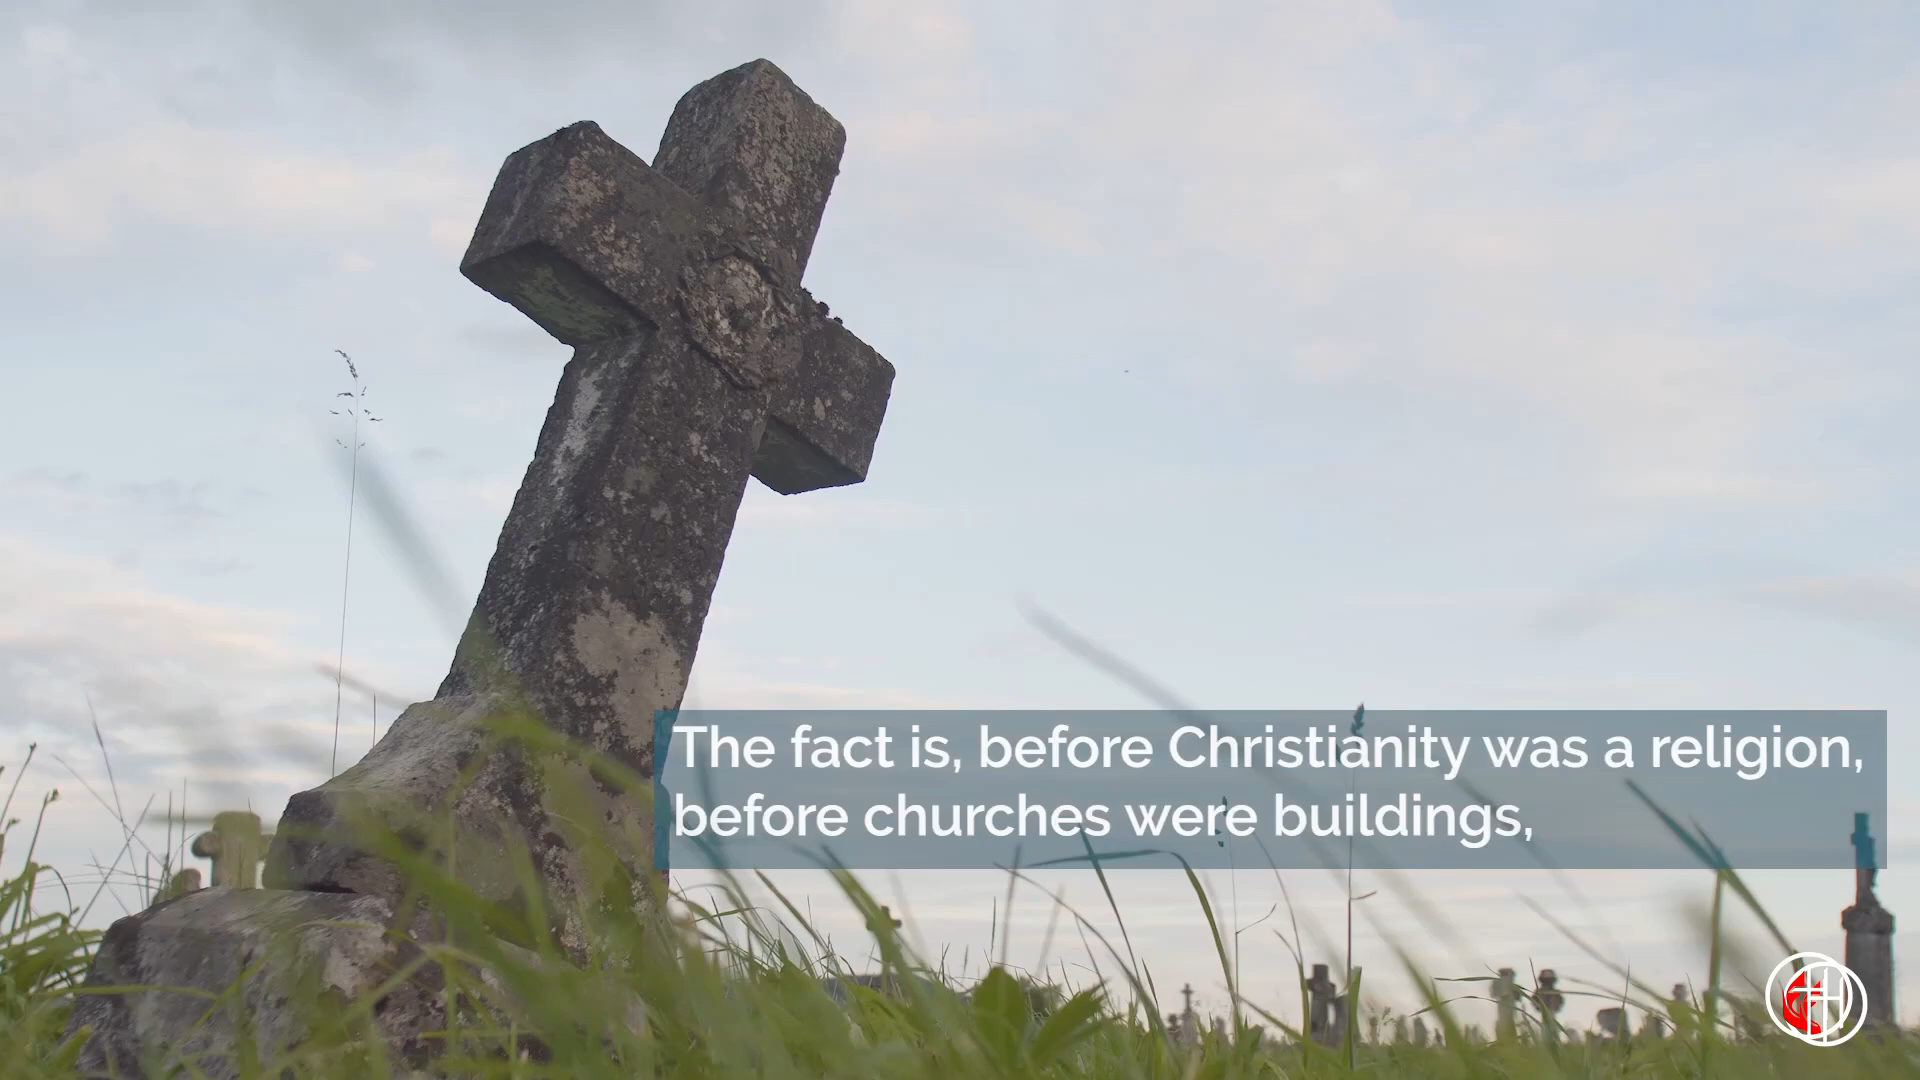 The fact is, before Christianity was a religion,
before churches were buildings,